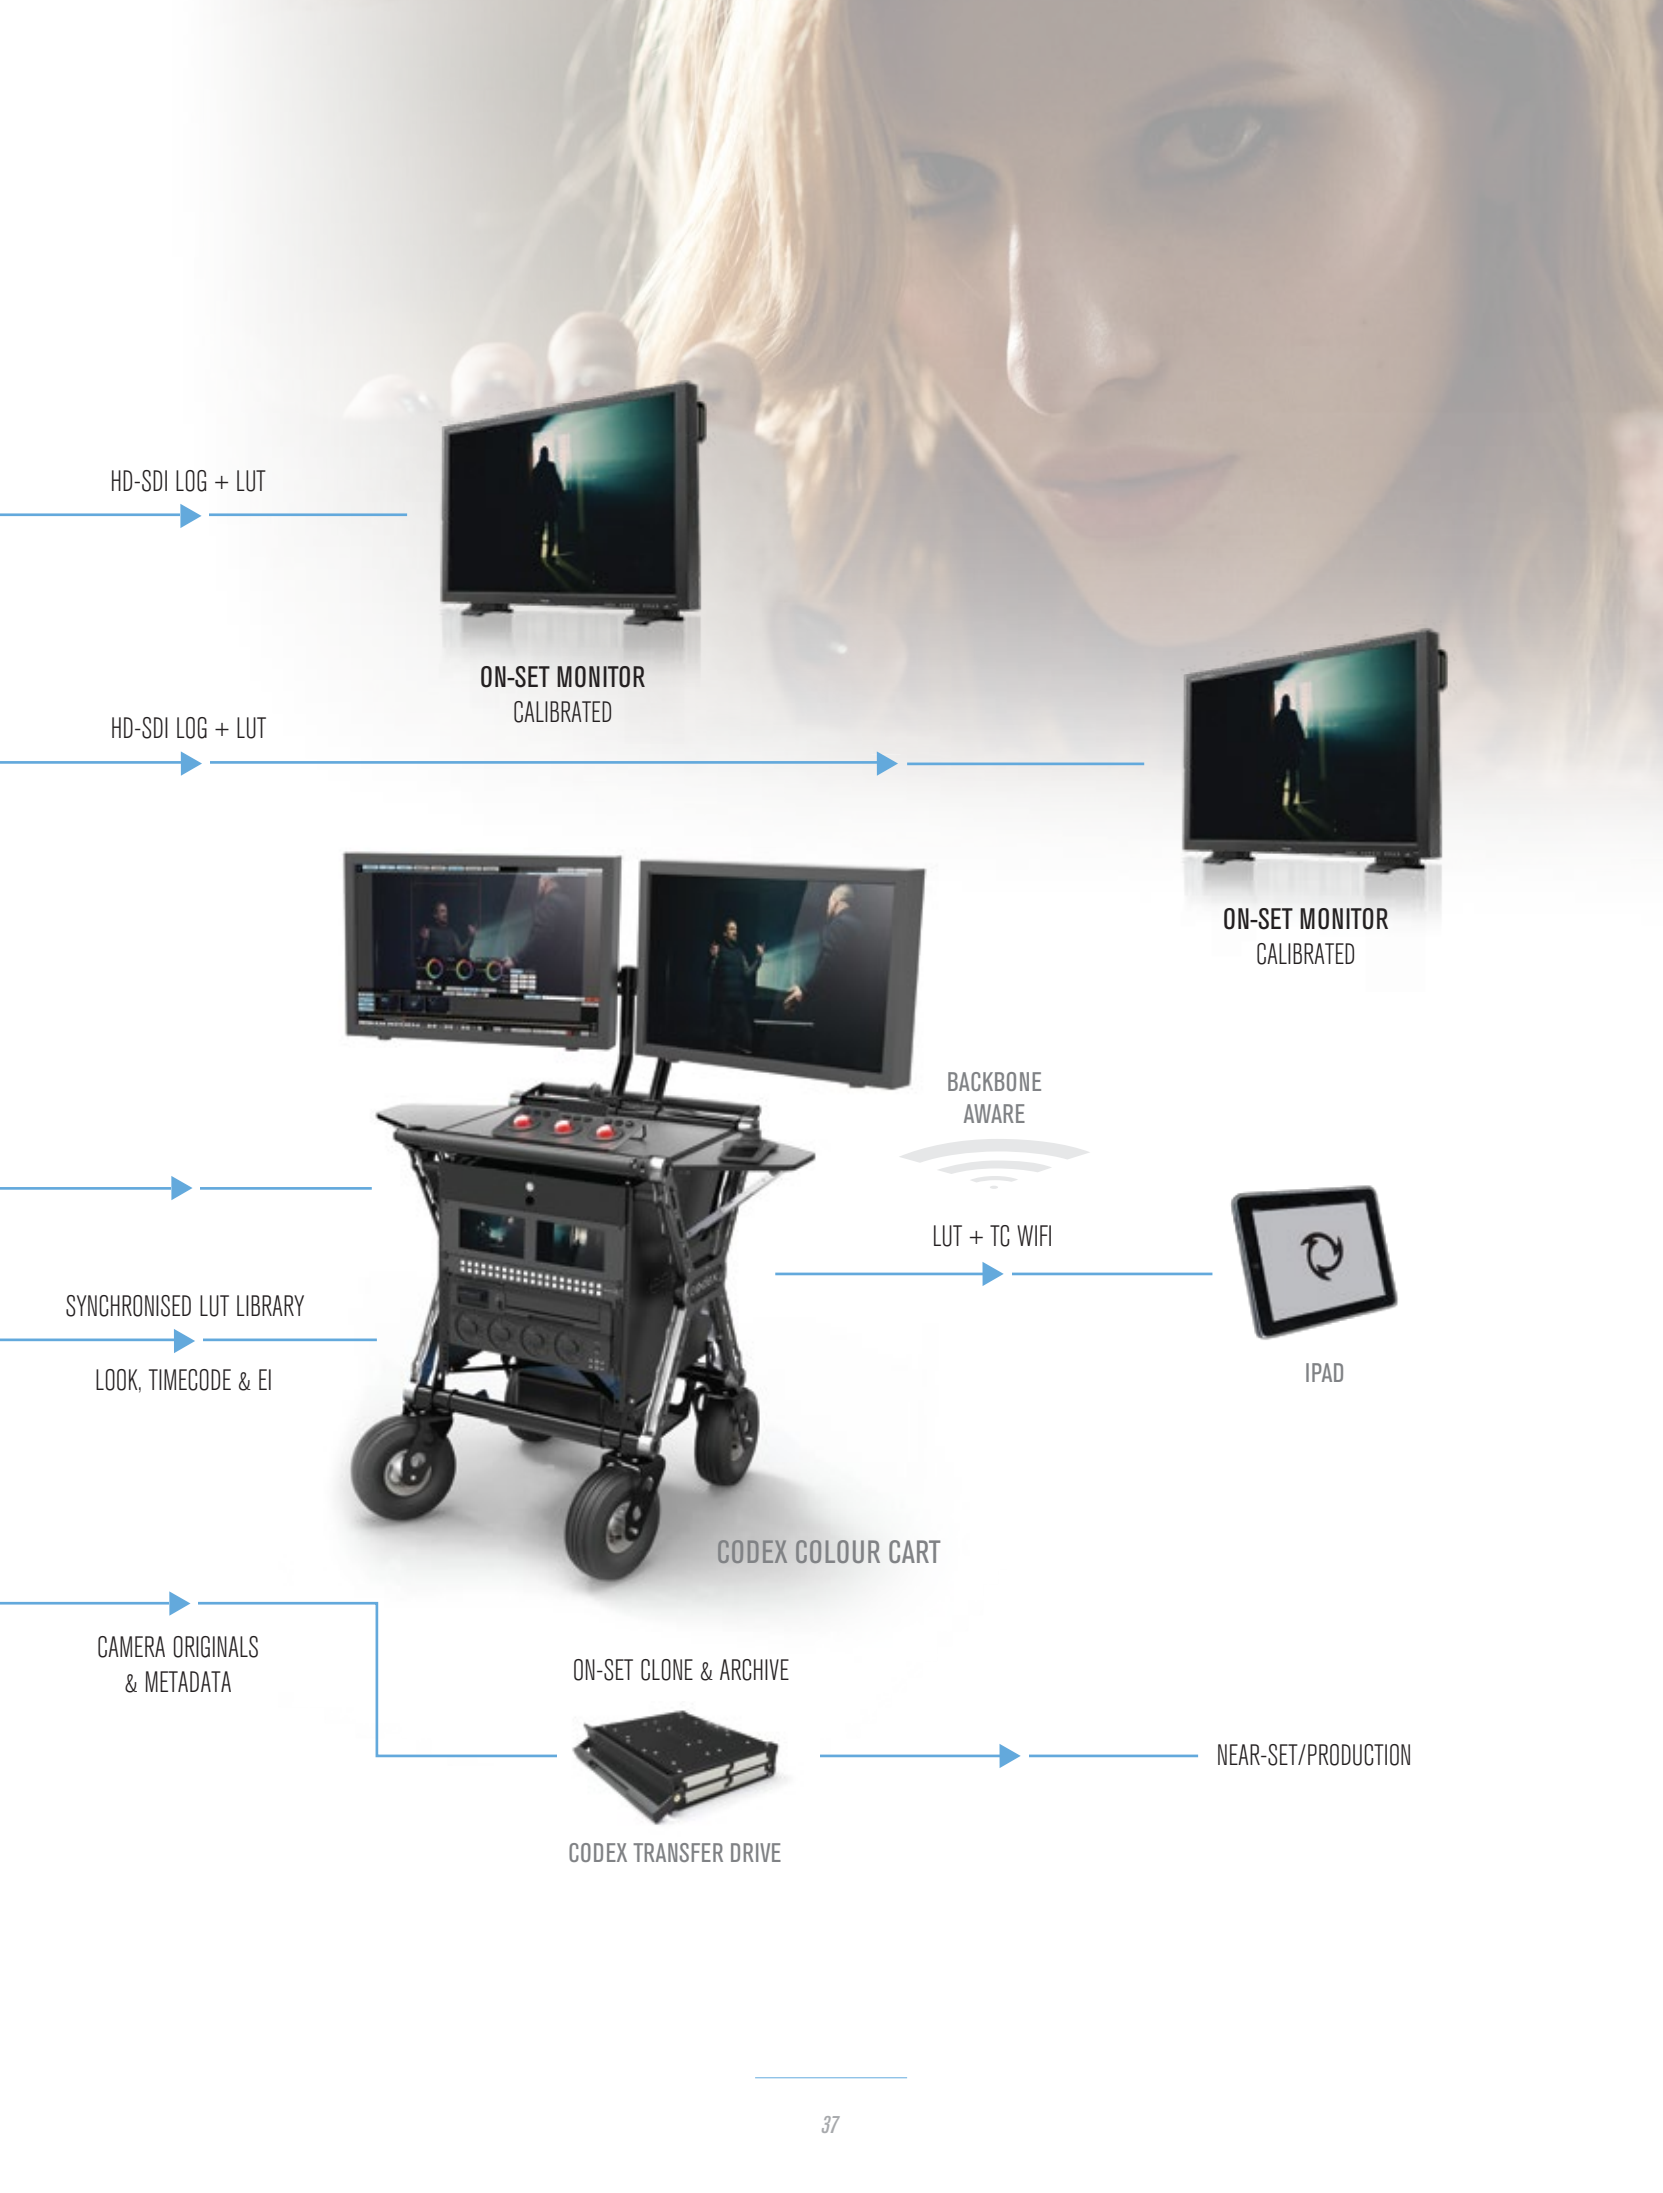 HD-SDI LOG + LUT
ON-SET MONITOR
CALIBRATED
HD-SDI LOG + LUT
ON-SET MONITOR
CALIBRATED
BACKBONE
AWARE
LUT + TC WIFI
SYNCHRONISED LUT LIBRARY
LOOK, TIMECODE & EI
IPAD
CODEX COLOUR CART
CAMERA ORIGINALS
& METADATA
ON-SET CLONE & ARCHIVE
NEAR-SET/PRODUCTION
CODEX TRANSFER DRIVE
37